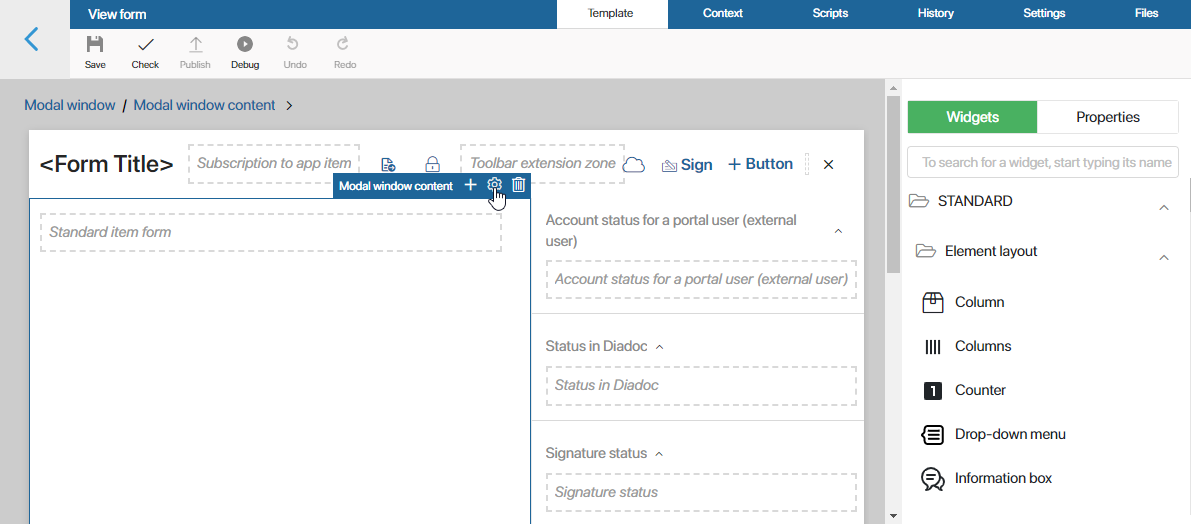 View form
Template
Context
Scripts
History
Settings
Files
Save
Check
Publish
Debug
Undo
Redo
Modal window / Modal window content >
Widgets
Properties
<Form Title>
Subscription to app item
Toolbar extension zone
Sign
+ Button
To search for a widget, start typing its name
Modal window content
Standard item form
Account status for a portal user (external
user)
Account status for a portal user (external user)
Status in Diadoc
Status in Diadoc
Signature status
Signature status
STANDARD
Element layout
Column
Columns
1 Counter
Drop-down menu
Information box